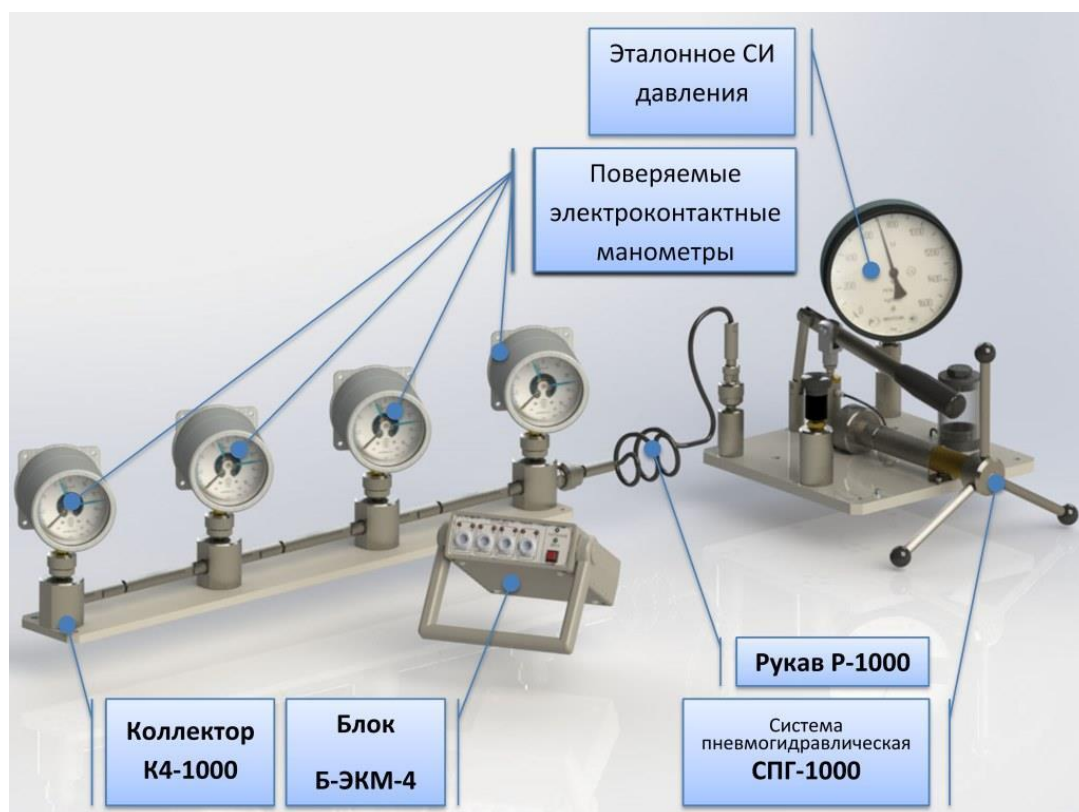 Эталонное СИ
давления
Поверяемые
электроконтактные
манометры
Рукав Р-1000
Коллектор
К4-1000
Блок
Б-ЭКМ-4
Система
пневмогидравлическая
СПГ-1000